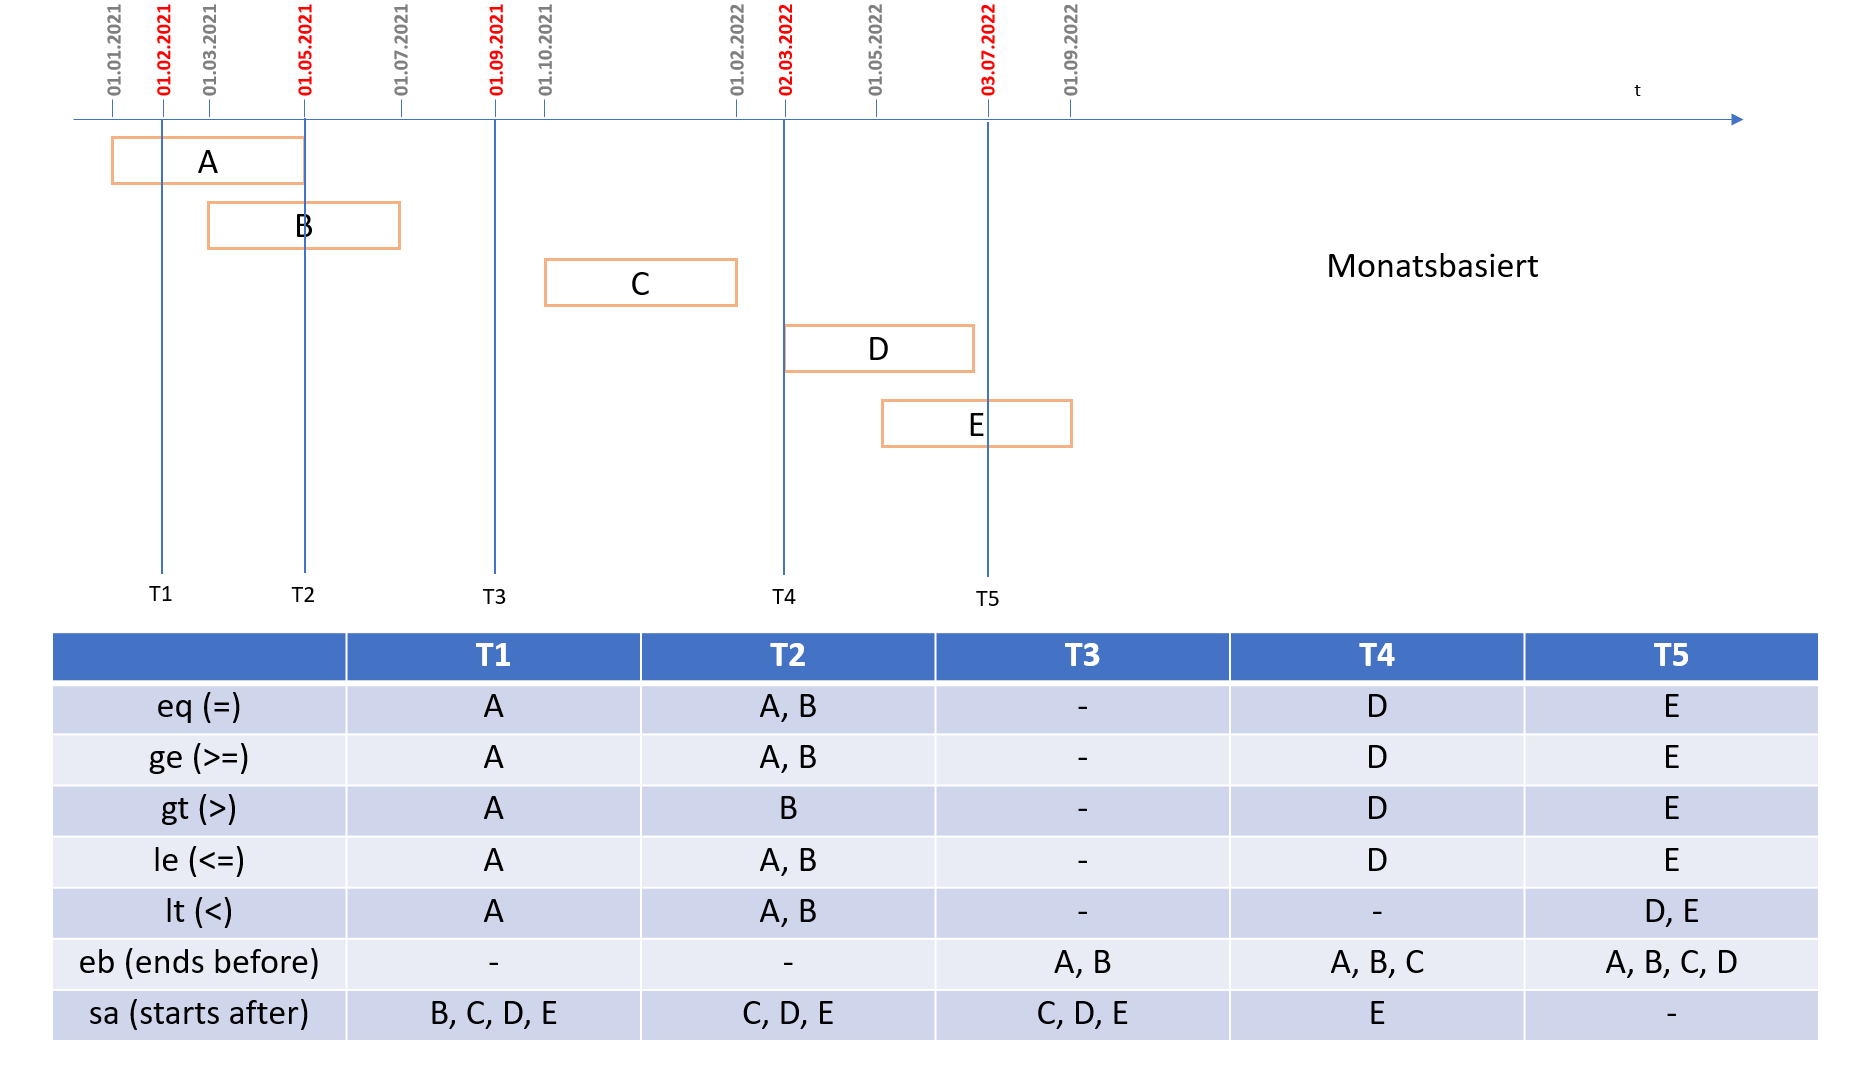 01.01.2021 01.02.2021 01.03.2021 01.05.2021 01.07.2021 01.09.2021 01.10.2021 01.02.2022 02.03.2022 01.05.2022 03.07.2022 01.09.2022
t
A
B
Monatsbasiert
C
D
E
T1 T2 T3 T4 T5
T1 T2 T3 T4 T5
eq (=) A A, B - D E
ge (>=) A A, B - D E
gt (>) A B - D E
le (<=) A A, B - D E
lt (<) A A, B - - D, E
eb (ends before) - - A, B A, B, C A, B, C, D
sa (starts after) B, C, D, E C, D, E C, D, E E -